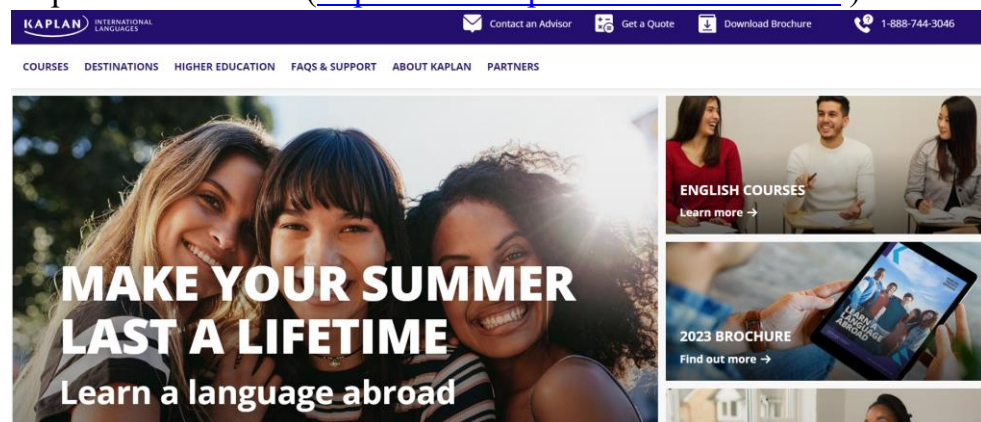 KAPLAN INTERNATIONAL LANGUAGES
Contact an Advisor
Get a Quote
Download Brochure
1-888-744-3046
COURSES DESTINATIONS HIGHER EDUCATION FAQS & SUPPORT ABOUT KAPLAN PARTNERS
MAKE YOUR SUMMER
LAST A LIFETIME
Learn a language abroad
ENGLISH COURSES
Learn more →
2023 BROCHURE
Find out more →
LEARN A
LANGUAGE
ABROAD